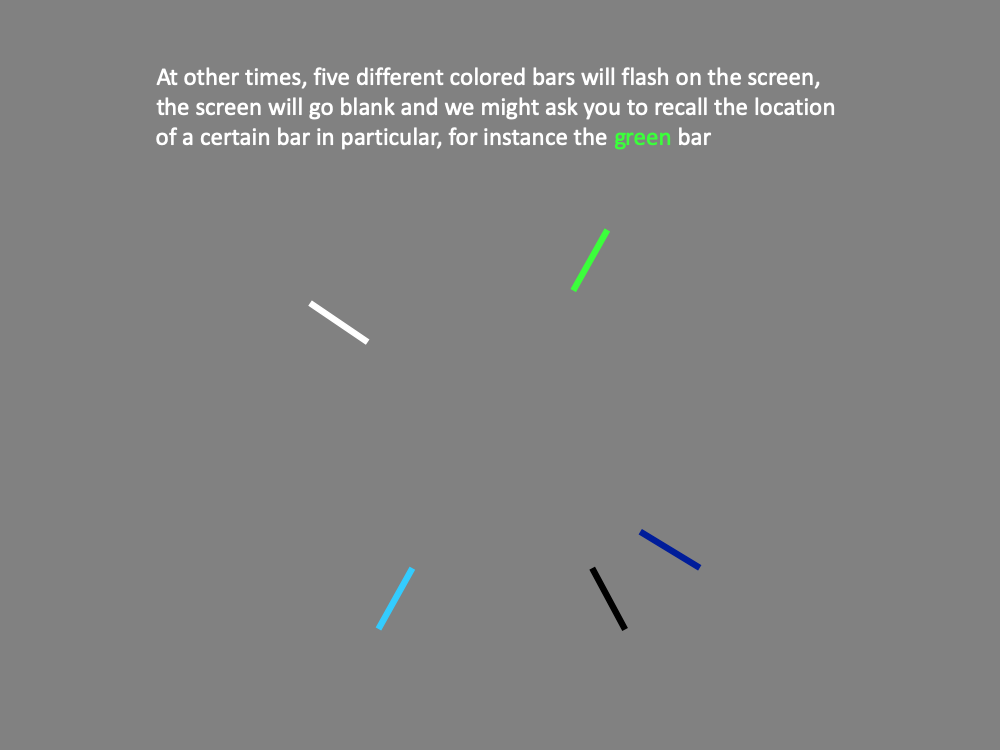 At other times, five different colored bars will flash on the screen,
the screen will go blank and we might ask you to recall the location
of a certain bar in particular, for instance the green bar